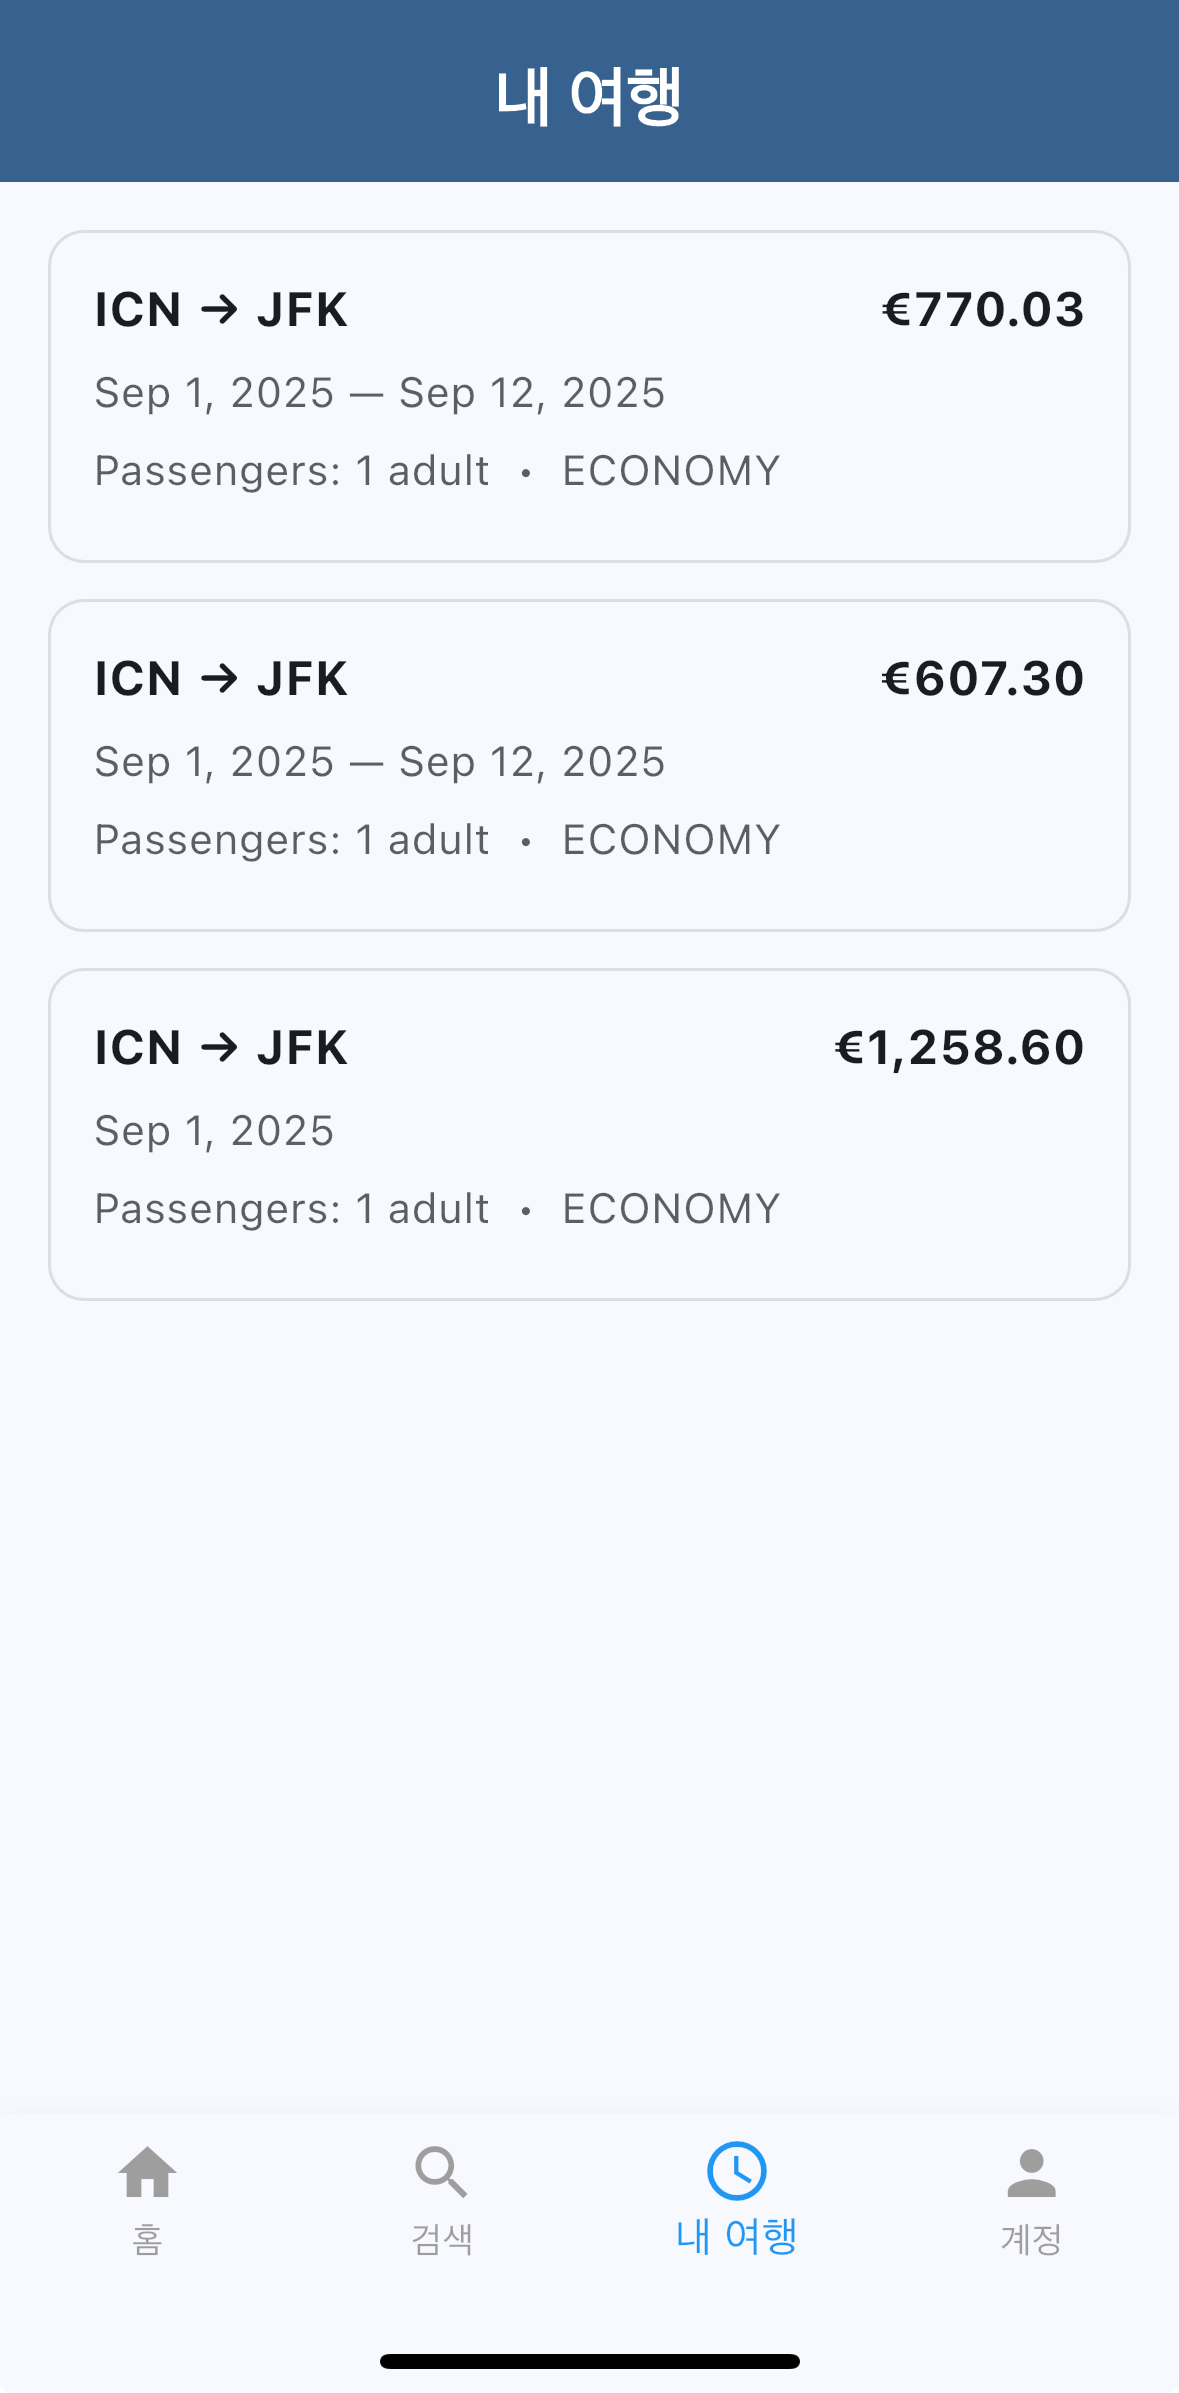 내 여행
ICN → JFK €770.03
Sep 1, 2025 — Sep 12, 2025
Passengers: 1 adult • ECONOMY
ICN → JFK €607.30
Sep 1, 2025 — Sep 12, 2025
Passengers: 1 adult • ECONOMY
ICN → JFK €1,258.60
Sep 1, 2025
Passengers: 1 adult • ECONOMY
홈 검색 내 여행 계정